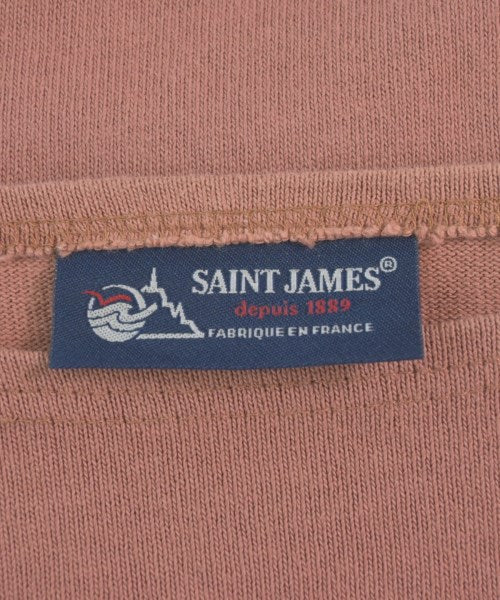 SAINT JAMES®
depuis 1889
FABRIQUE EN FRANCE